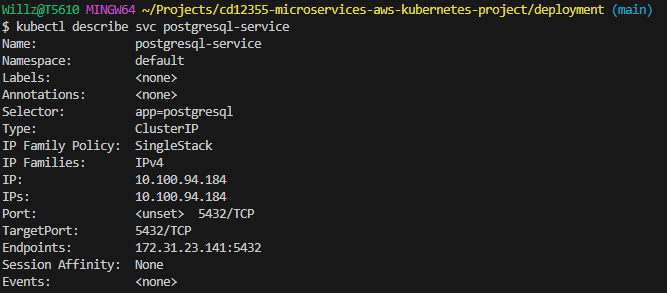 Willz@T5610 MINGW64 ~/Projects/cd12355-microservices-aws-kubernetes-project/deployment (main)
$ kubectl describe svc postgresql-service
Name:              postgresql-service
Namespace:         default
Labels:            <none>
Annotations:       <none>
Selector:          app=postgresql
Type:              ClusterIP
IP Family Policy:  SingleStack
IP Families:       IPv4
IP:                10.100.94.184
IPs:               10.100.94.184
Port:              <unset>  5432/TCP
TargetPort:        5432/TCP
Endpoints:         172.31.23.141:5432
Session Affinity:  None
Events:            <none>